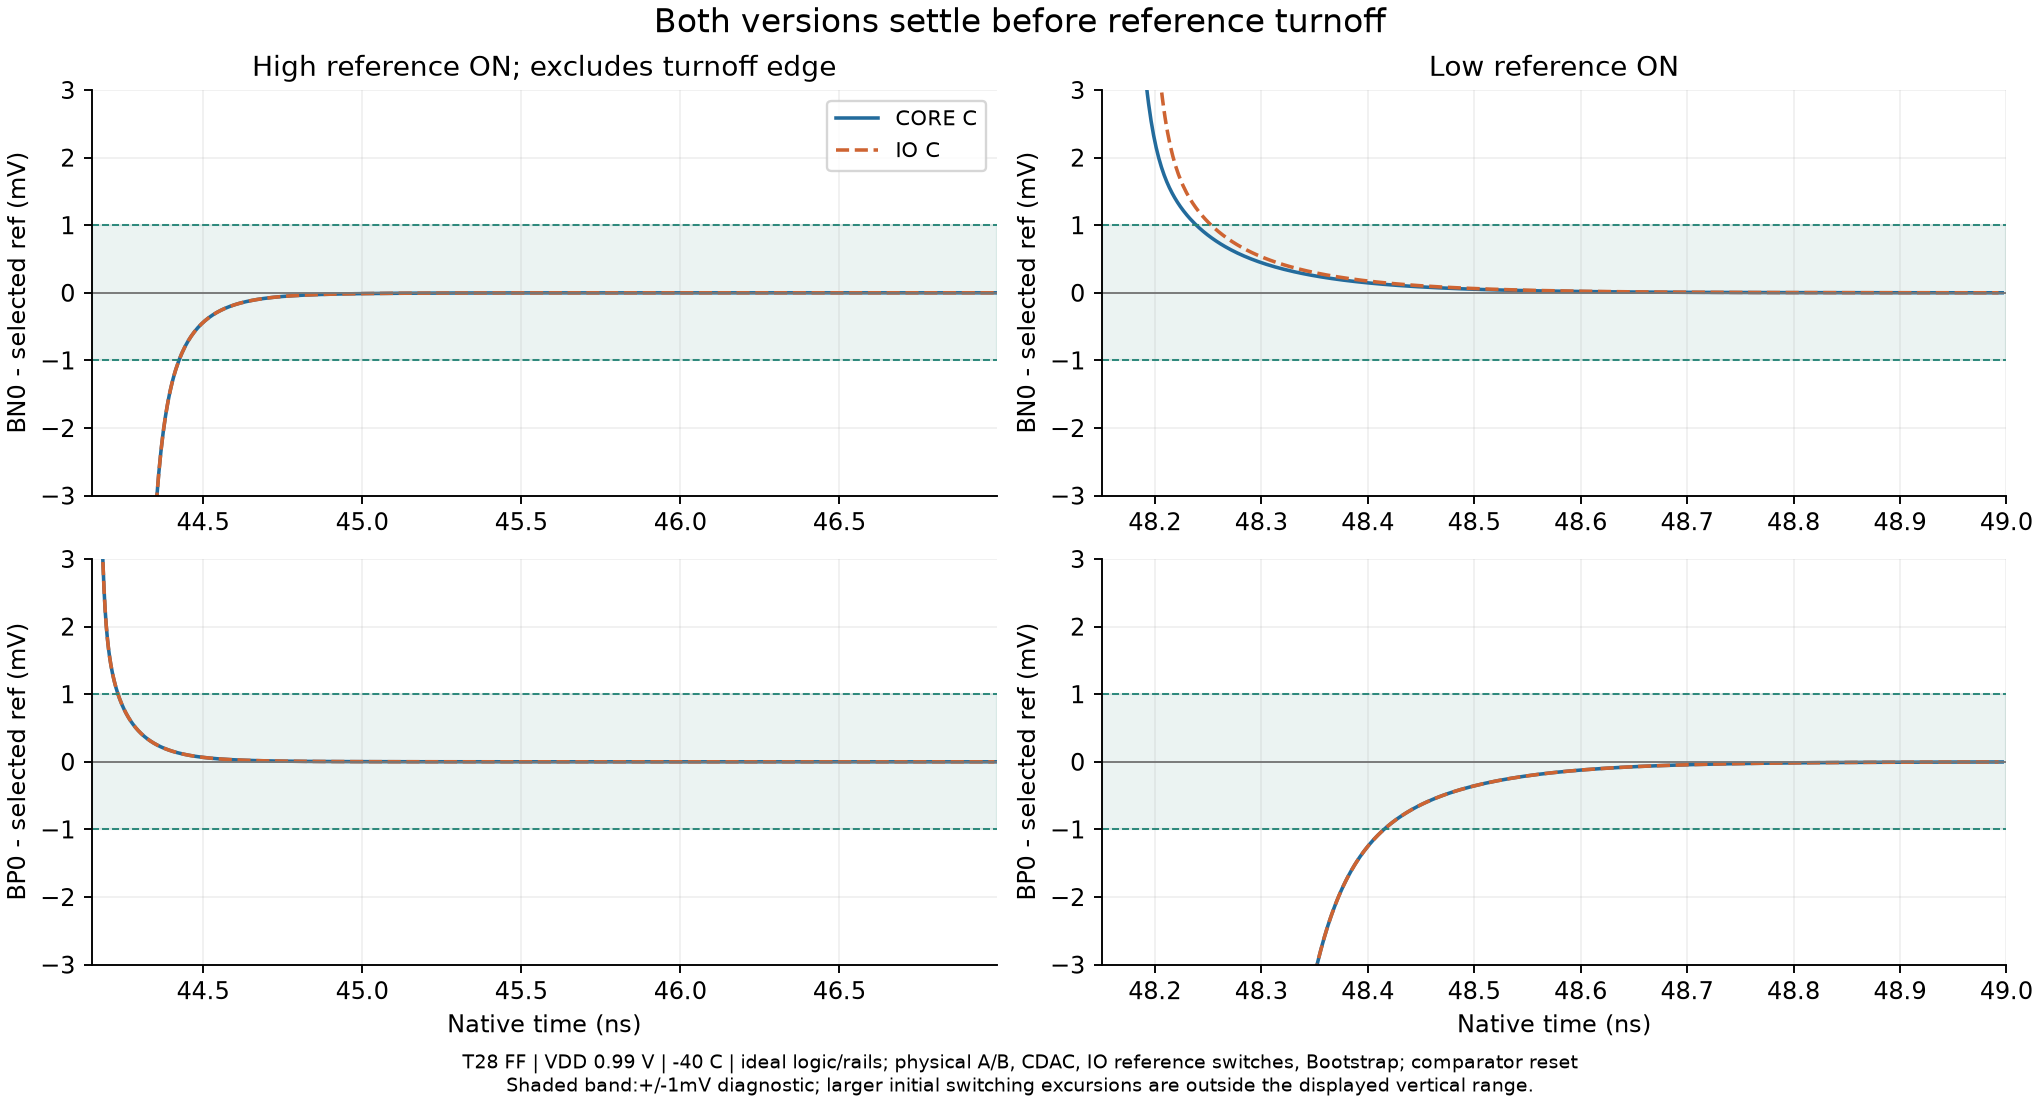 Both versions settle before reference turnoff
High reference ON; excludes turnoff edge
BN0 - selected ref (mV)
3
2
1
0
−1
−2
−3
CORE C
IO C
44.5 45.0 45.5 46.0 46.5
Low reference ON
BN0 - selected ref (mV)
3
2
1
0
−1
−2
−3
48.2 48.3 48.4 48.5 48.6 48.7 48.8 48.9 49.0
BP0 - selected ref (mV)
3
2
1
0
−1
−2
−3
44.5 45.0 45.5 46.0 46.5
Native time (ns)
BP0 - selected ref (mV)
3
2
1
0
−1
−2
−3
48.2 48.3 48.4 48.5 48.6 48.7 48.8 48.9 49.0
Native time (ns)
T28 FF | VDD 0.99 V | -40 C | ideal logic/rails; physical A/B, CDAC, IO reference switches, Bootstrap; comparator reset
Shaded band:+/-1mV diagnostic; larger initial switching excursions are outside the displayed vertical range.